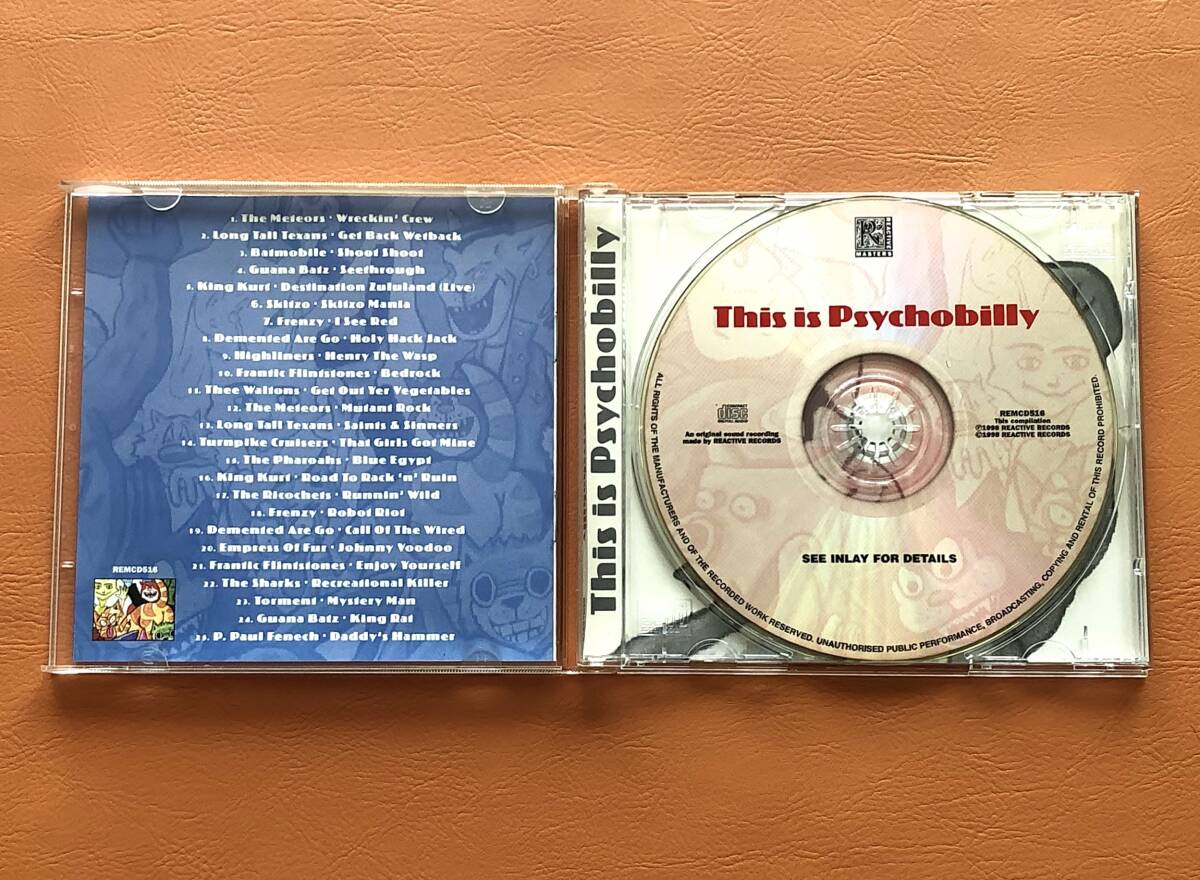 1. The Meteors · Wreckin' Crew
2. Long Tall Texans · Get Back Wetback
3. Batmobile · Shoot Shoot
4. Guana Batz · Seethrough
5. King Kurt · Destination Zululand (Live)
6. Skitzo · Skitzo Mania
7. Frenzy · I See Red
8. Demented Are Go · Holy Hack Jack
9. Highliners · Henry The Wasp
10. Frantic Flintstones · Bedrock
11. Thee Waltons · Get Out Yer Vegetables
12. The Meteors · Mutant Rock
13. Long Tall Texans · Saints & Sinners
14. Turnpike Cruisers · That Girls Got Mine
15. The Pharoahs · Blue Egypt
16. King Kurt · Road To Rack 'n' Ruin
17. The Ricochets · Runnin' Wild
18. Frenzy · Robot Riot
19. Demented Are Go · Call Of The Wired
20. Empress Of Fur · Johnny Voodoo
21. Frantic Flintstones · Enjoy Yourself
22. The Sharks · Recreational Killer
23. Torment · Mystery Man
24. Guana Batz · King Rat
25. P. Paul Fenech · Daddy's Hammer
REMCD516
This is Psychobilly
REACTIVE
MASTERS
This is Psychobilly
COMPACT
disc
DIGITAL AUDIO
An original sound recording
made by REACTIVE RECORDS
REMCD516
This compilation
Ⓟ1998 REACTIVE RECORDS
©1998 REACTIVE RECORDS
SEE INLAY FOR DETAILS
ALL RIGHTS OF THE MANUFACTURERS AND OF THE RECORDED WORK RESERVED. UNAUTHORISED PUBLIC PERFORMANCE, BROADCASTING, COPYING AND RENTAL OF THIS RECORD PROHIBITED.